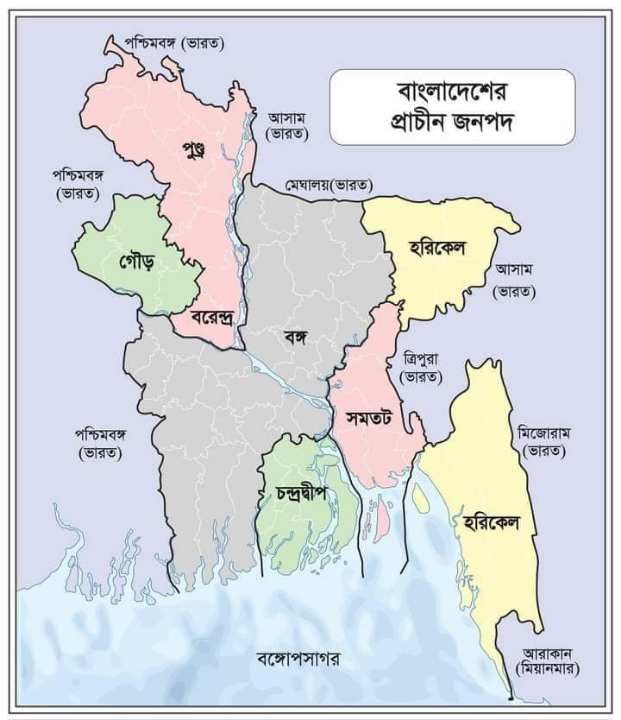 পশ্চিমবঙ্গ (ভারত)
বাংলাদেশের
প্রাচীন জনপদ
আসাম
(ভারত)
পুণ্ড্র
পশ্চিমবঙ্গ
(ভারত)
মেঘালয়(ভারত)
গৌড়
হরিকেল
আসাম
(ভারত)
বরেন্দ্র
বঙ্গ
ত্রিপুরা
(ভারত)
সমতট
পশ্চিমবঙ্গ
(ভারত)
মিজোরাম
(ভারত)
চন্দ্রদ্বীপ
হরিকেল
বঙ্গোপসাগর
আরাকান
(মিয়ানমার)